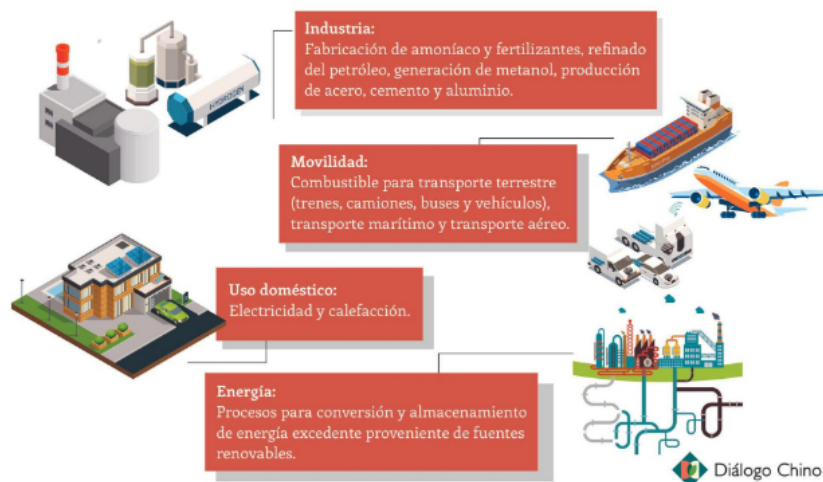 Industria:
Fabricación de amoníaco y fertilizantes, refinado
del petróleo, generación de metanol, producción
de acero, cemento y aluminio.
HYDROGEN
Movilidad:
Combustible para transporte terrestre
(trenes, camiones, buses y vehículos),
transporte marítimo y transporte aéreo.
Uso doméstico:
Electricidad y calefacción.
Energía:
Procesos para conversión y almacenamiento
de energía excedente proveniente de fuentes
renovables.
Diálogo Chino